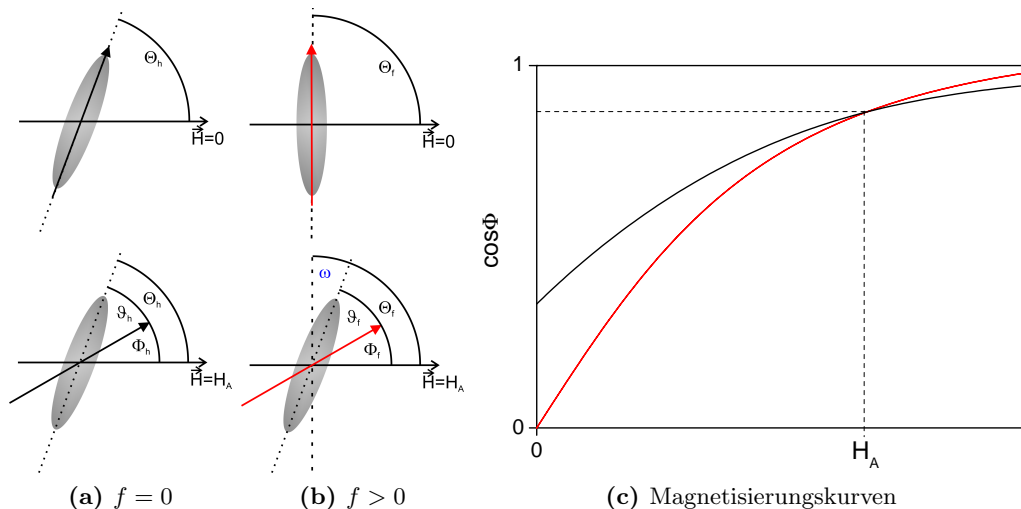 Θh
H⃗=0
Θf
H⃗=0
Θh
ϑh
Φh
H⃗=HA
ω
Θf
ϑf
Φf
H⃗=HA
1
cosΦ
0
0
HA
(a) f = 0
(b) f > 0
(c) Magnetisierungskurven